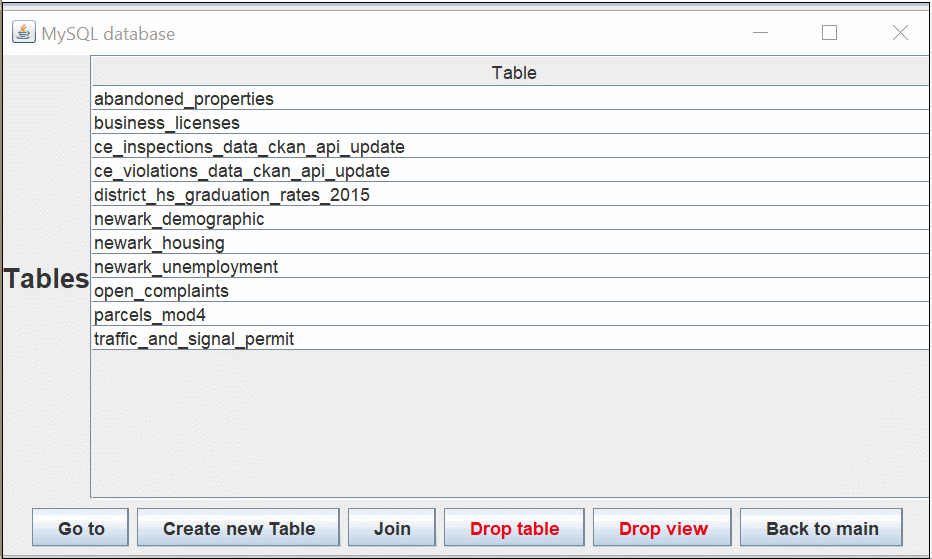 MySQL database
Table
abandoned_properties
business_licenses
ce_inspections_data_ckan_api_update
ce_violations_data_ckan_api_update
district_hs_graduation_rates_2015
newark_demographic
newark_housing
newark_unemployment
Tables
open_complaints
parcels_mod4
traffic_and_signal_permit
Go to Create new Table Join Drop table Drop view Back to main